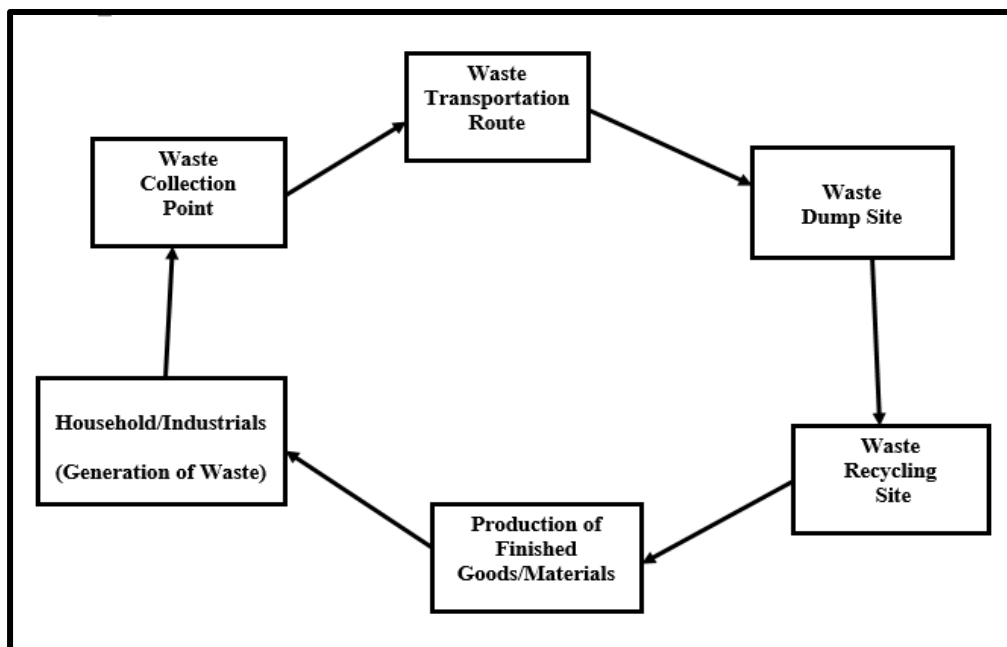 Waste
Transportation
Route
Waste
Collection
Point
Waste
Dump Site
Household/Industrials
(Generation of Waste)
Waste
Recycling
Site
Production of
Finished
Goods/Materials